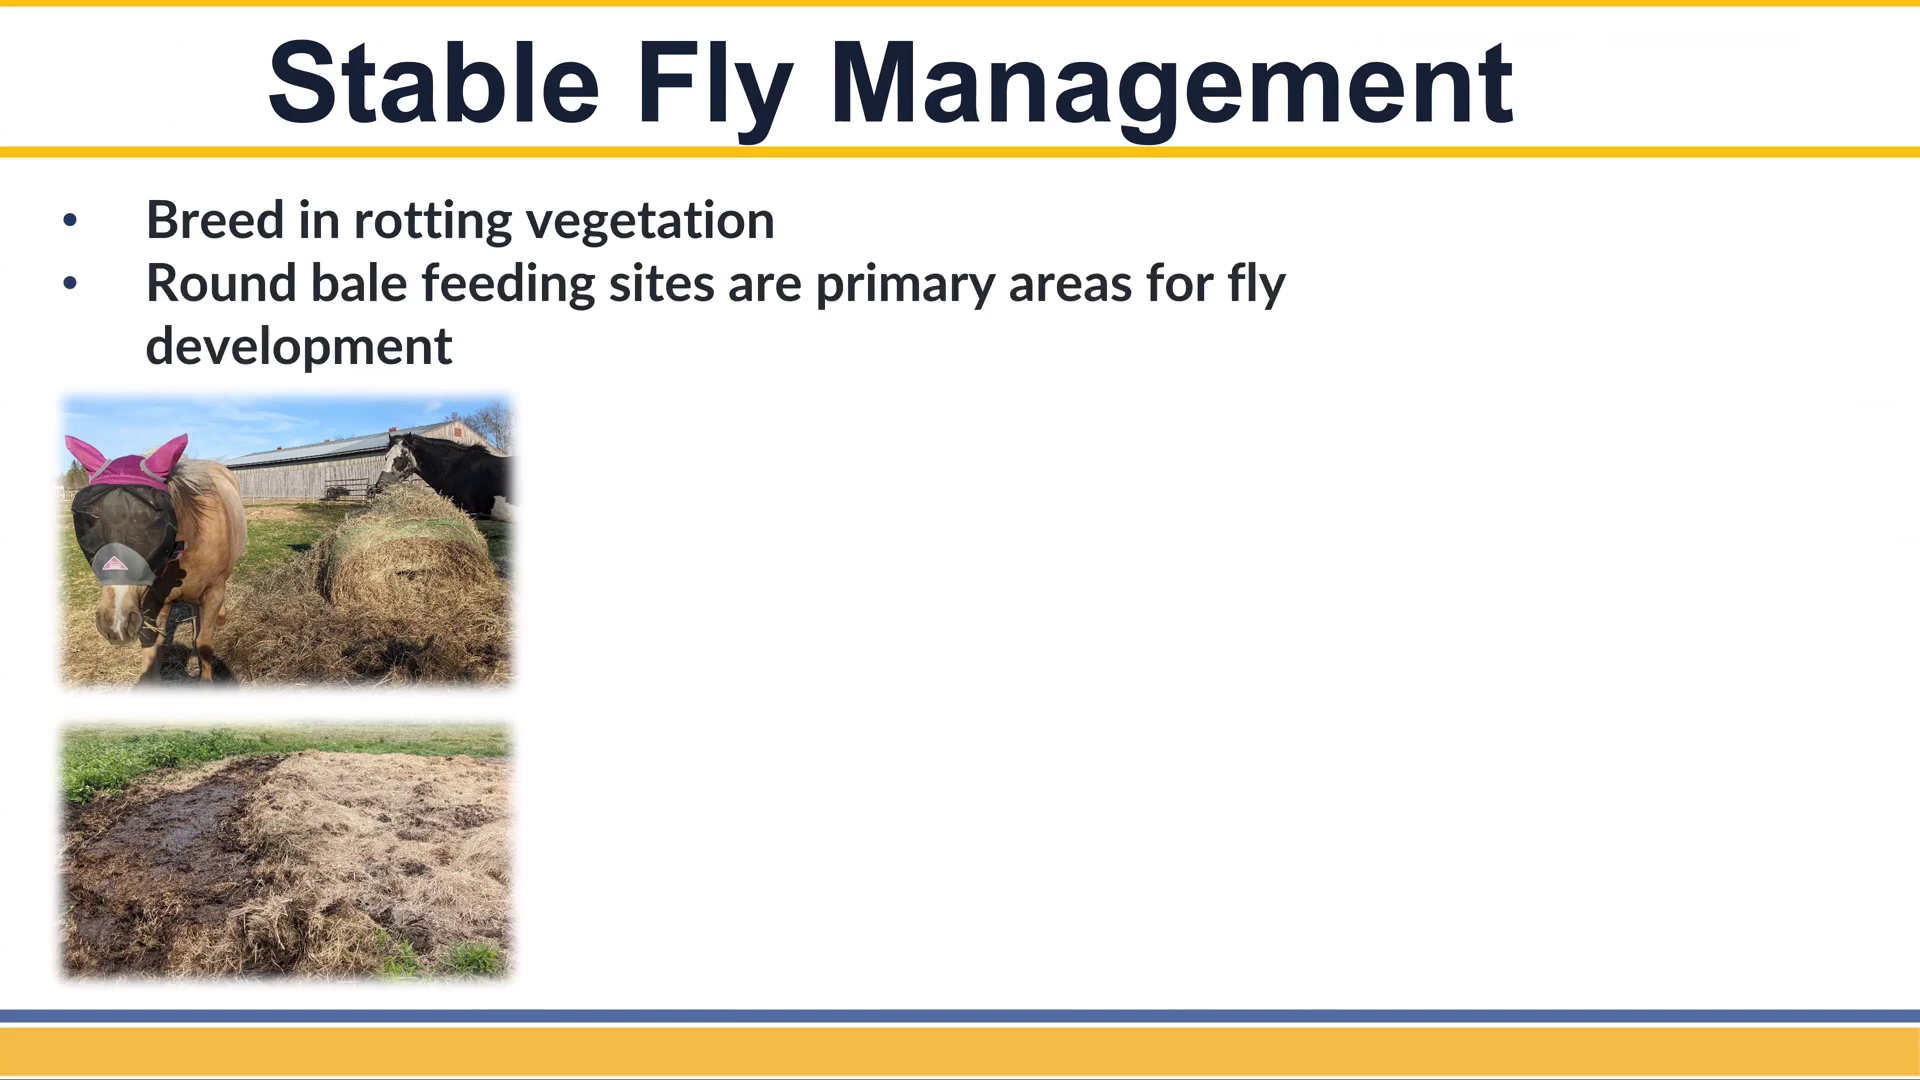 Stable Fly Management
• Breed in rotting vegetation
• Round bale feeding sites are primary areas for fly
development